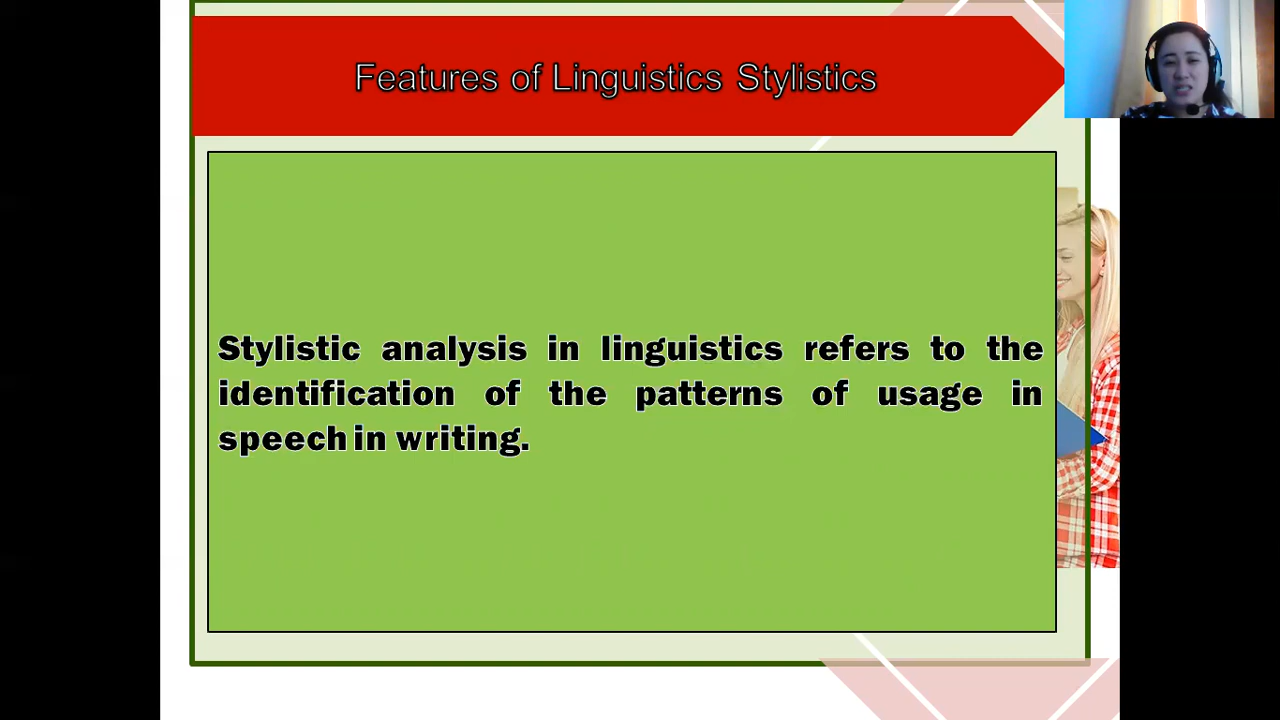 Features of Linguistics Stylistics
Stylistic analysis in linguistics refers to the
identification of the patterns of usage in
speech in writing.